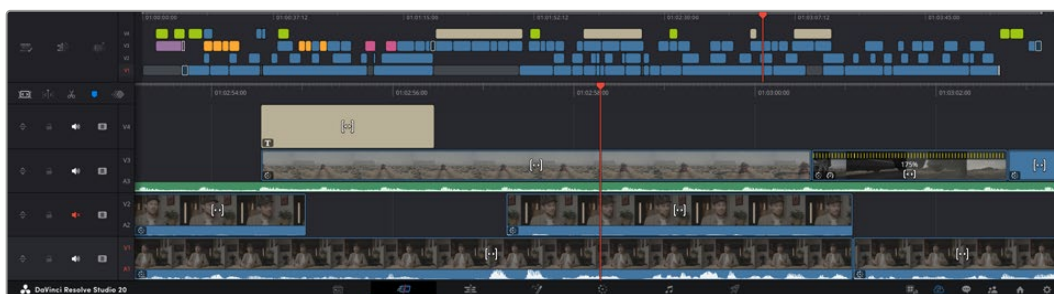 01:00:00:00 01:00:37:12 01:01:15:00 01:01:52:12 01:02:30:00 01:03:07:12 01:03:45:00
V4
V3
V2
V1
01:02:54:00 01:02:56:00 01:02:58:00 01:03:00:00 01:03:02:00
V4
T
V3
175%
A3
V2
A2
V1
A1
DaVinci Resolve Studio 20